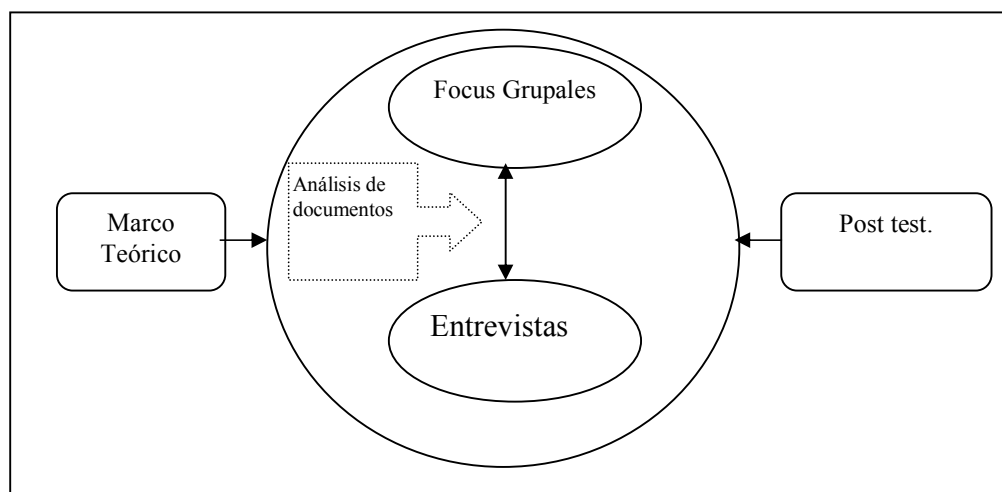 Focus Grupales
Análisis de
documentos
Marco
Teórico
Post test.
Entrevistas